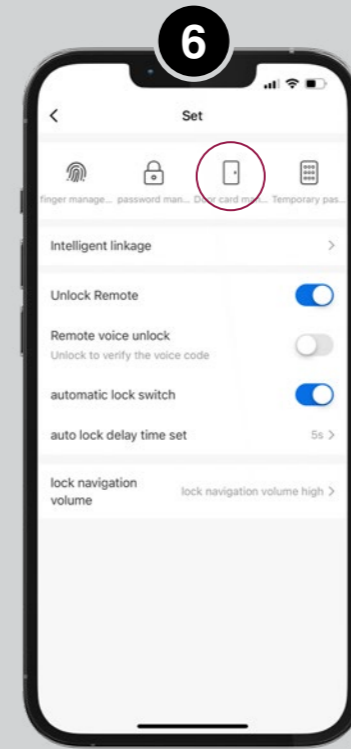 6
Set
finger manage... password man... Door card man... Temporary pas...
Intelligent linkage
Unlock Remote
Remote voice unlock
Unlock to verify the voice code
automatic lock switch
auto lock delay time set 5s
lock navigation volume lock navigation volume high